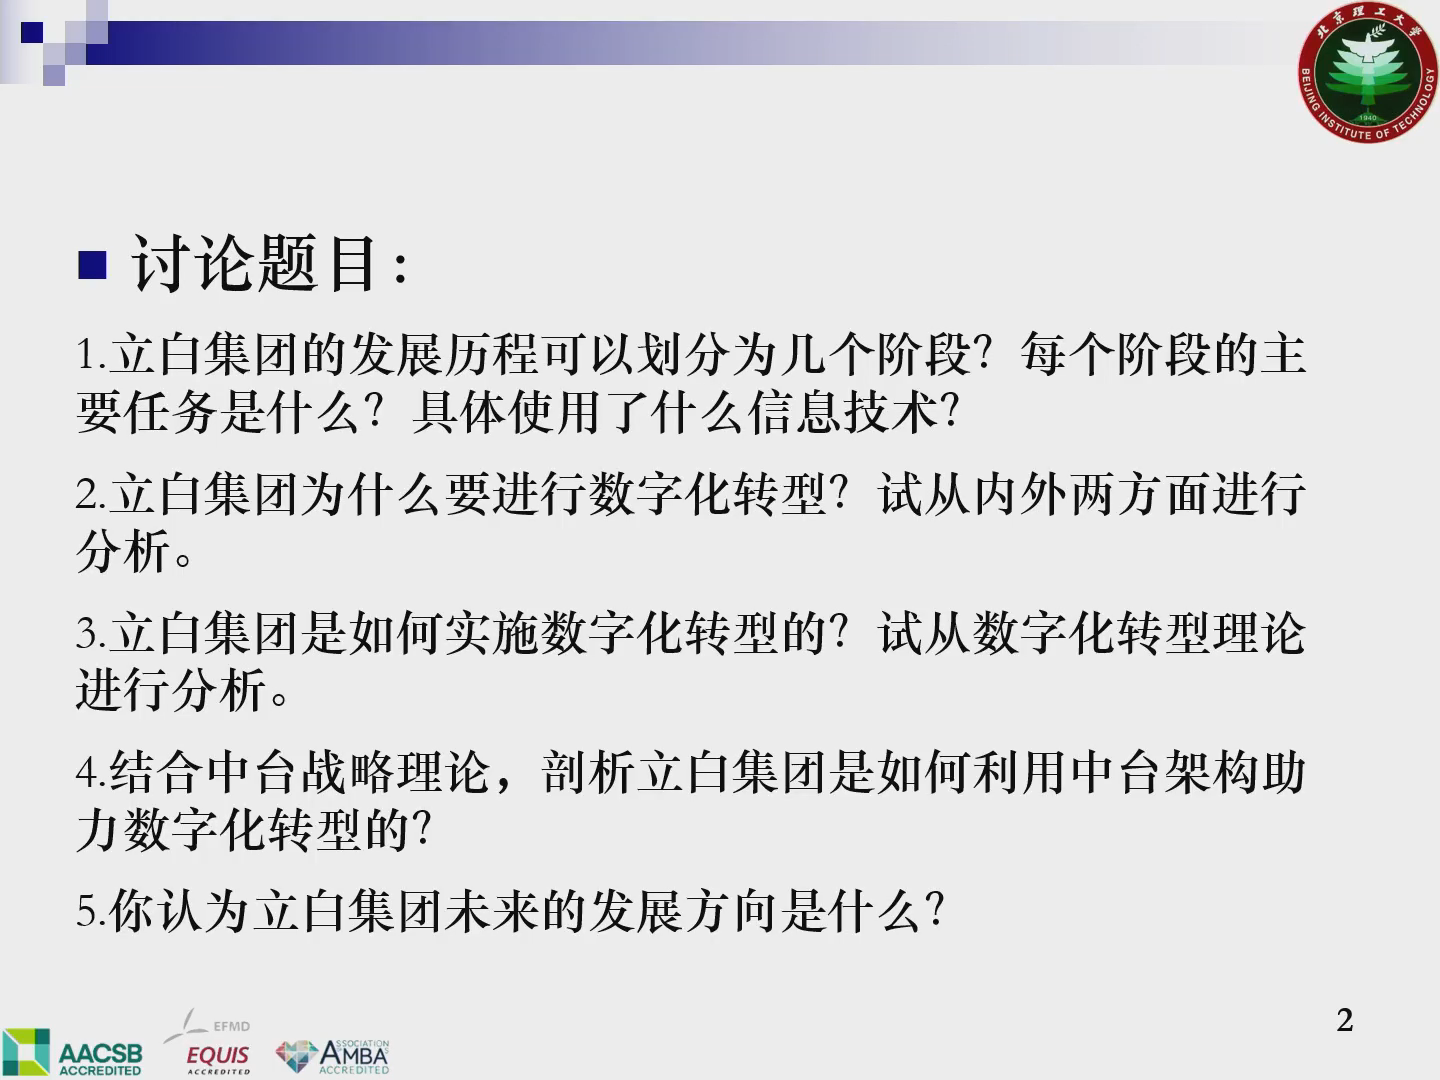 北京理工大学
BEIJING INSTITUTE OF TECHNOLOGY
1940
讨论题目：
1.立白集团的发展历程可以划分为几个阶段？每个阶段的主
要任务是什么？具体使用了什么信息技术？
2.立白集团为什么要进行数字化转型？试从内外两方面进行
分析。
3.立白集团是如何实施数字化转型的？试从数字化转型理论
进行分析。
4.结合中台战略理论，剖析立白集团是如何利用中台架构助
力数字化转型的？
5.你认为立白集团未来的发展方向是什么？
AACSB
ACCREDITED
EFMD
EQUIS
ACCREDITED
ASSOCIATION
AMBA
ACCREDITED
2